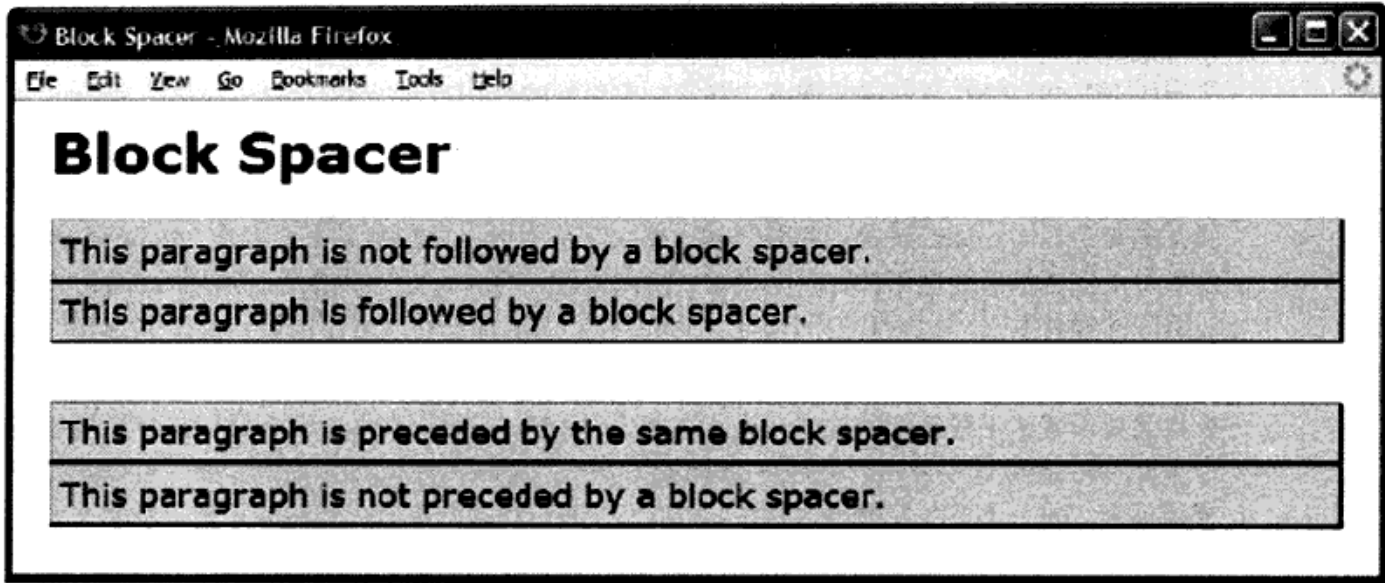 Block Spacer - Mozilla Firefox
File Edit View Go Bookmarks Tools Help
Block Spacer
This paragraph is not followed by a block spacer.
This paragraph is followed by a block spacer.
This paragraph is preceded by the same block spacer.
This paragraph is not preceded by a block spacer.